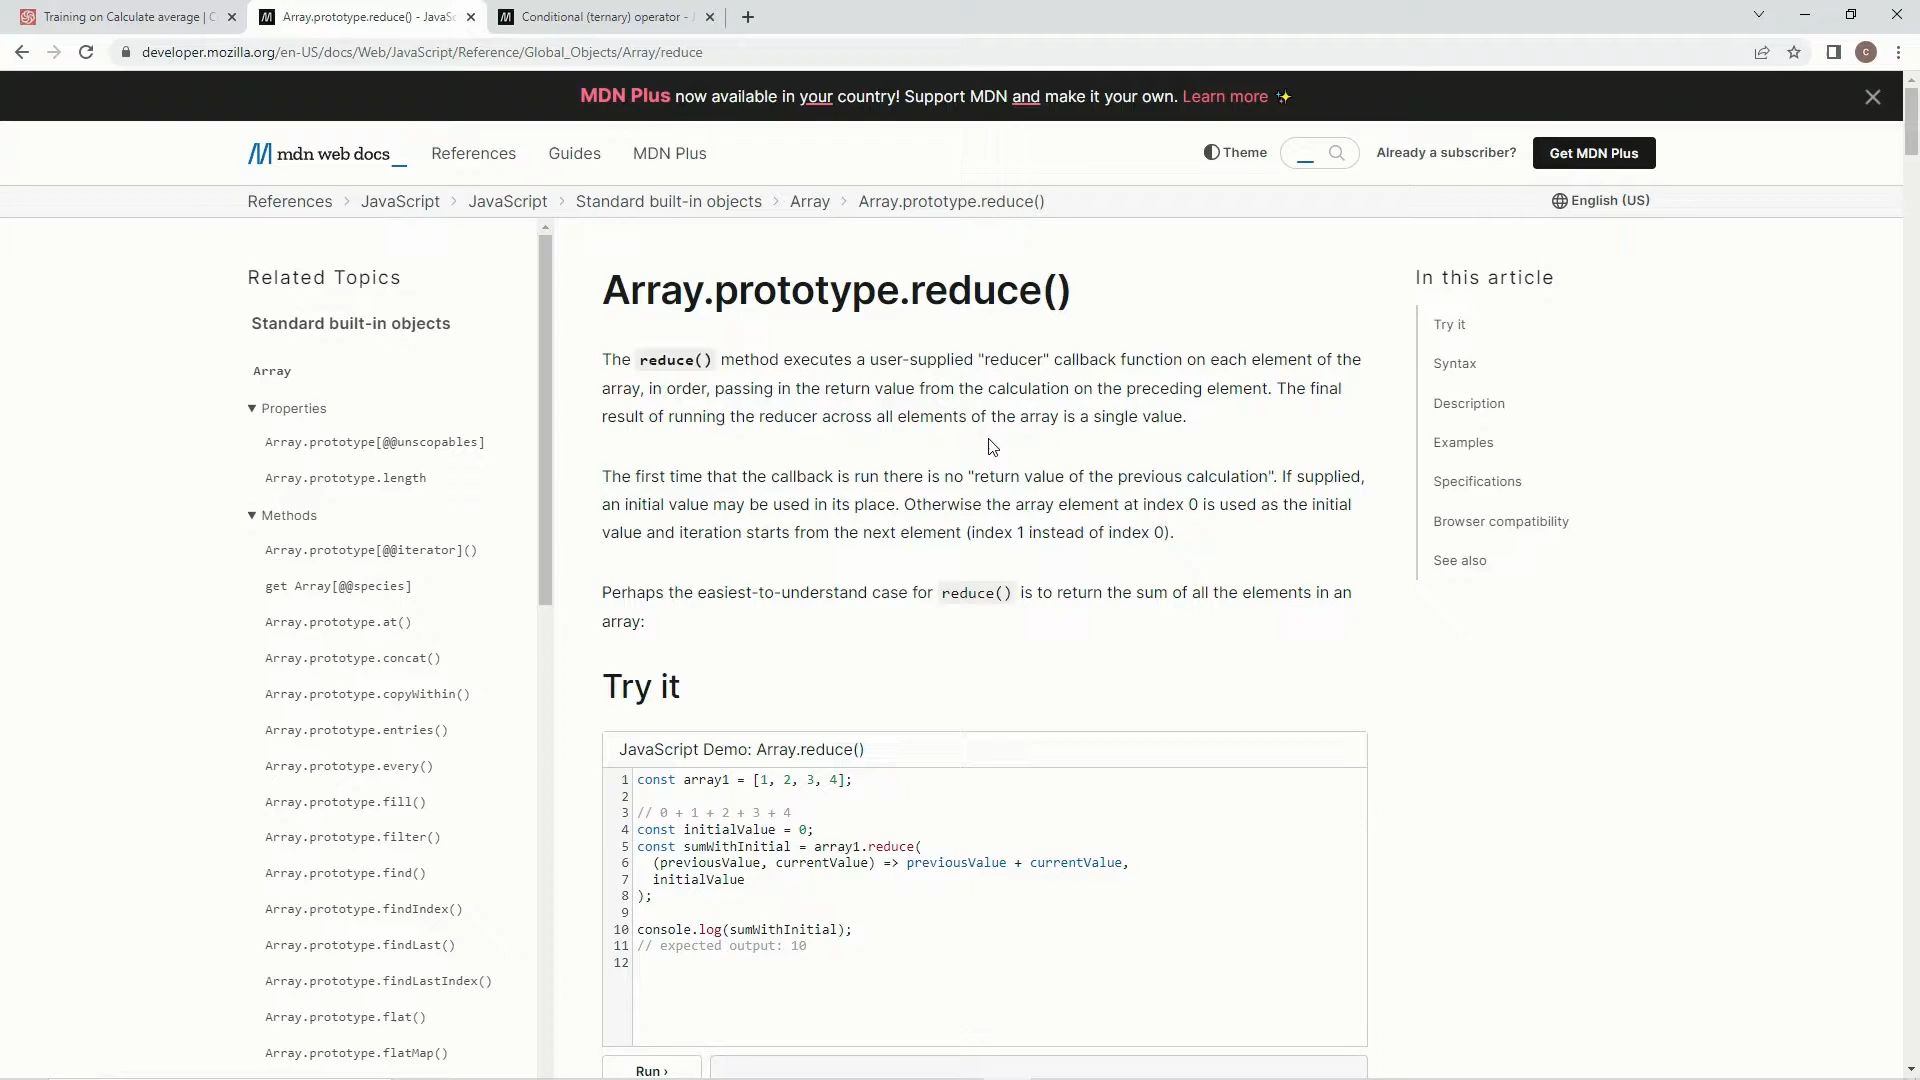 Training on Calculate average | C
Array.prototype.reduce() - JavaSc
Conditional (ternary) operator - J
developer.mozilla.org/en-US/docs/Web/JavaScript/Reference/Global_Objects/Array/reduce
C
MDN Plus now available in your country! Support MDN and make it your own. Learn more ✨
mdn web docs_
References
Guides
MDN Plus
Theme
Already a subscriber?
Get MDN Plus
References > JavaScript > JavaScript > Standard built-in objects > Array > Array.prototype.reduce()
English (US)
Related Topics
Standard built-in objects
Array
▼ Properties
Array.prototype[@@unscopables]
Array.prototype.length
▼ Methods
Array.prototype[@@iterator]()
get Array[@@species]
Array.prototype.at()
Array.prototype.concat()
Array.prototype.copyWithin()
Array.prototype.entries()
Array.prototype.every()
Array.prototype.fill()
Array.prototype.filter()
Array.prototype.find()
Array.prototype.findIndex()
Array.prototype.findLast()
Array.prototype.findLastIndex()
Array.prototype.flat()
Array.prototype.flatMap()
Array.prototype.reduce()
The reduce() method executes a user-supplied "reducer" callback function on each element of the
array, in order, passing in the return value from the calculation on the preceding element. The final
result of running the reducer across all elements of the array is a single value.
The first time that the callback is run there is no "return value of the previous calculation". If supplied,
an initial value may be used in its place. Otherwise the array element at index 0 is used as the initial
value and iteration starts from the next element (index 1 instead of index 0).
Perhaps the easiest-to-understand case for reduce() is to return the sum of all the elements in an
array:
Try it
JavaScript Demo: Array.reduce()
1 const array1 = [1, 2, 3, 4];
2
3 // 0 + 1 + 2 + 3 + 4
4 const initialValue = 0;
5 const sumWithInitial = array1.reduce(
6   (previousValue, currentValue) => previousValue + currentValue,
7   initialValue
8 );
9
10 console.log(sumWithInitial);
11 // expected output: 10
12
Run ›
In this article
Try it
Syntax
Description
Examples
Specifications
Browser compatibility
See also